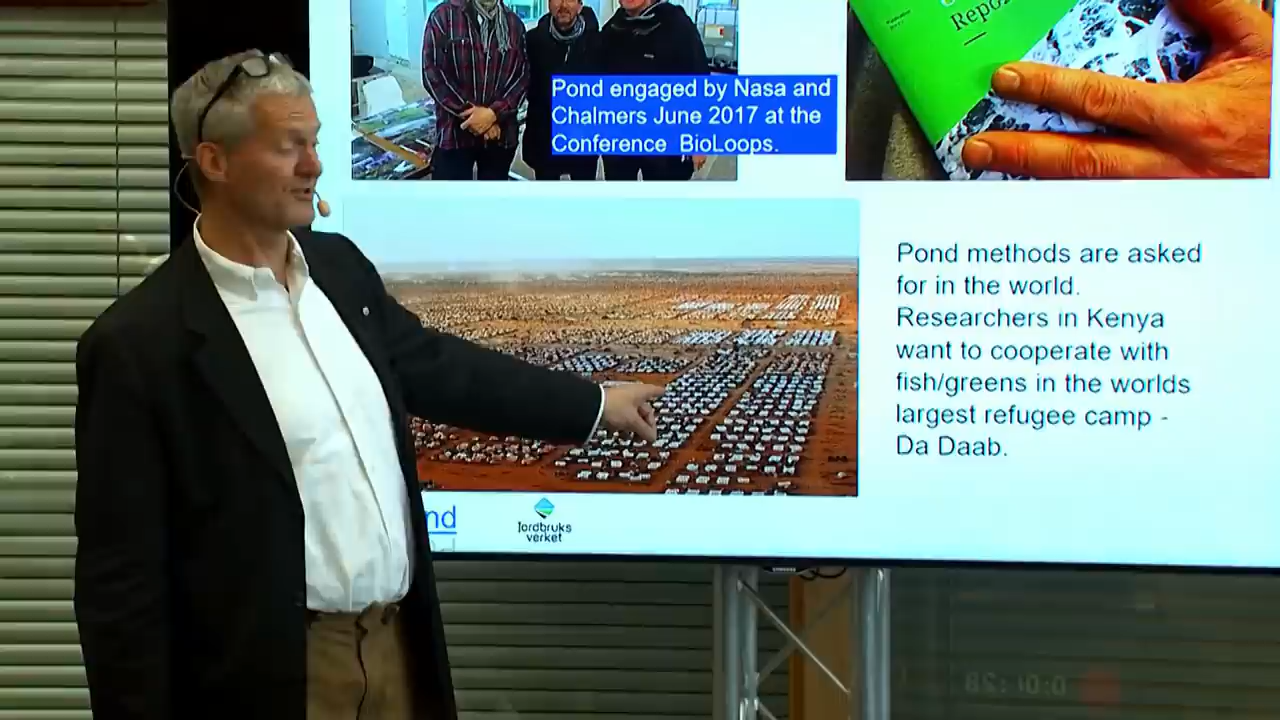 Repo
Pond engaged by Nasa and
Chalmers June 2017 at the
Conference BioLoops.
Pond methods are asked
for in the world.
Researchers in Kenya
want to cooperate with
fish/greens in the worlds
largest refugee camp -
Da Daab.
nd
Jordbruks
verket